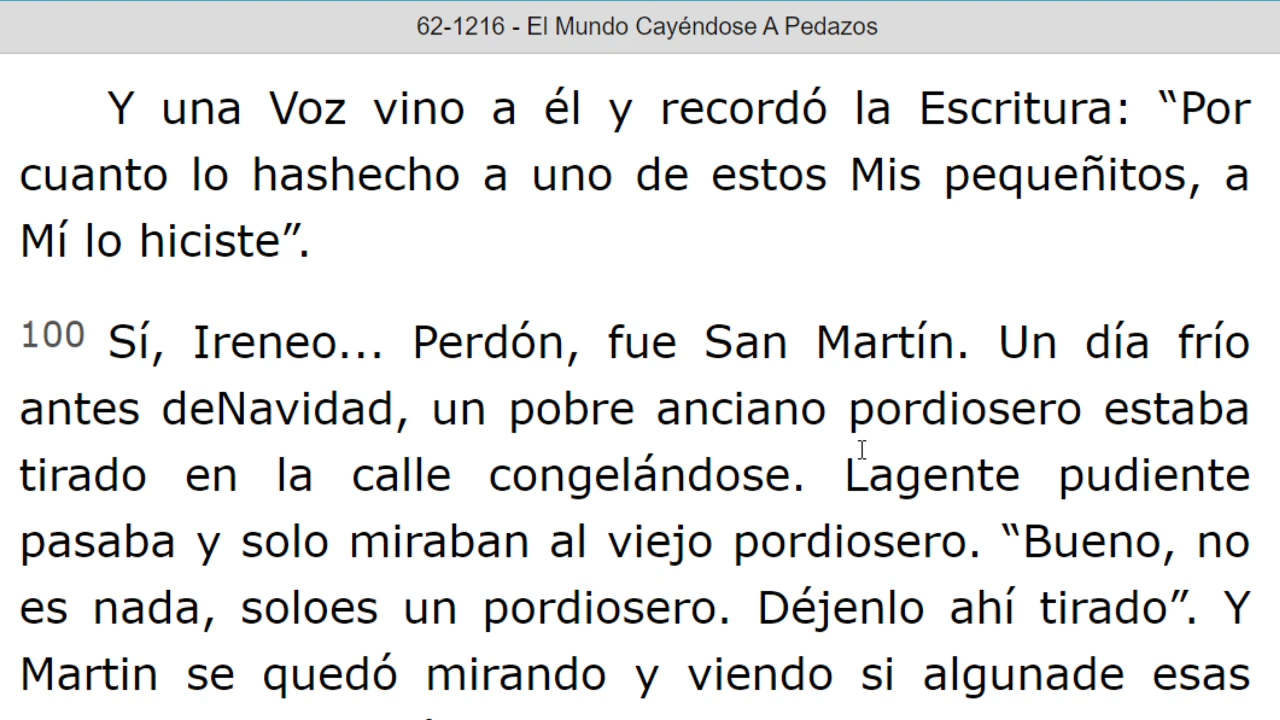 62-1216 - El Mundo Cayéndose A Pedazos
Y una Voz vino a él y recordó la Escritura: “Por
cuanto lo hashecho a uno de estos Mis pequeñitos, a
Mí lo hiciste”.
100 Sí, Ireneo... Perdón, fue San Martín. Un día frío
antes deNavidad, un pobre anciano pordiosero estaba
tirado en la calle congelándose. Lagente pudiente
pasaba y solo miraban al viejo pordiosero. “Bueno, no
es nada, soloes un pordiosero. Déjenlo ahí tirado”. Y
Martin se quedó mirando y viendo si algunade esas